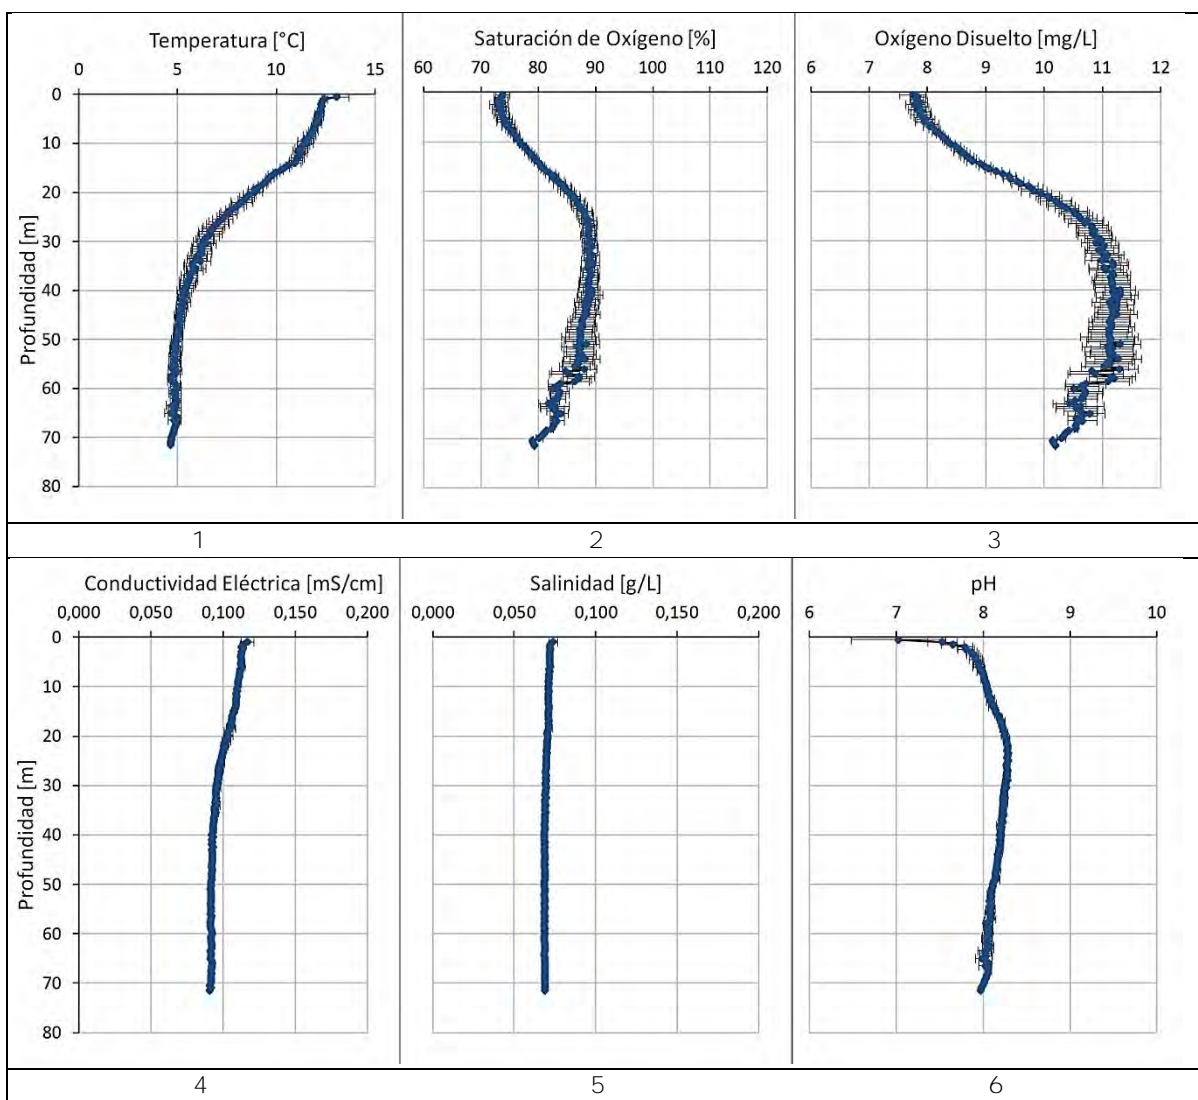 Temperatura [°C]
0 5 10 15
Profundidad [m]
0
10
20
30
40
50
60
70
80
Saturación de Oxígeno [%]
60 70 80 90 100 110 120
Oxígeno Disuelto [mg/L]
6 7 8 9 10 11 12
1 2 3
Conductividad Eléctrica [mS/cm]
0,000 0,050 0,100 0,150 0,200
Profundidad [m]
0
10
20
30
40
50
60
70
80
Salinidad [g/L]
0,000 0,050 0,100 0,150 0,200
pH
6 7 8 9 10
4 5 6